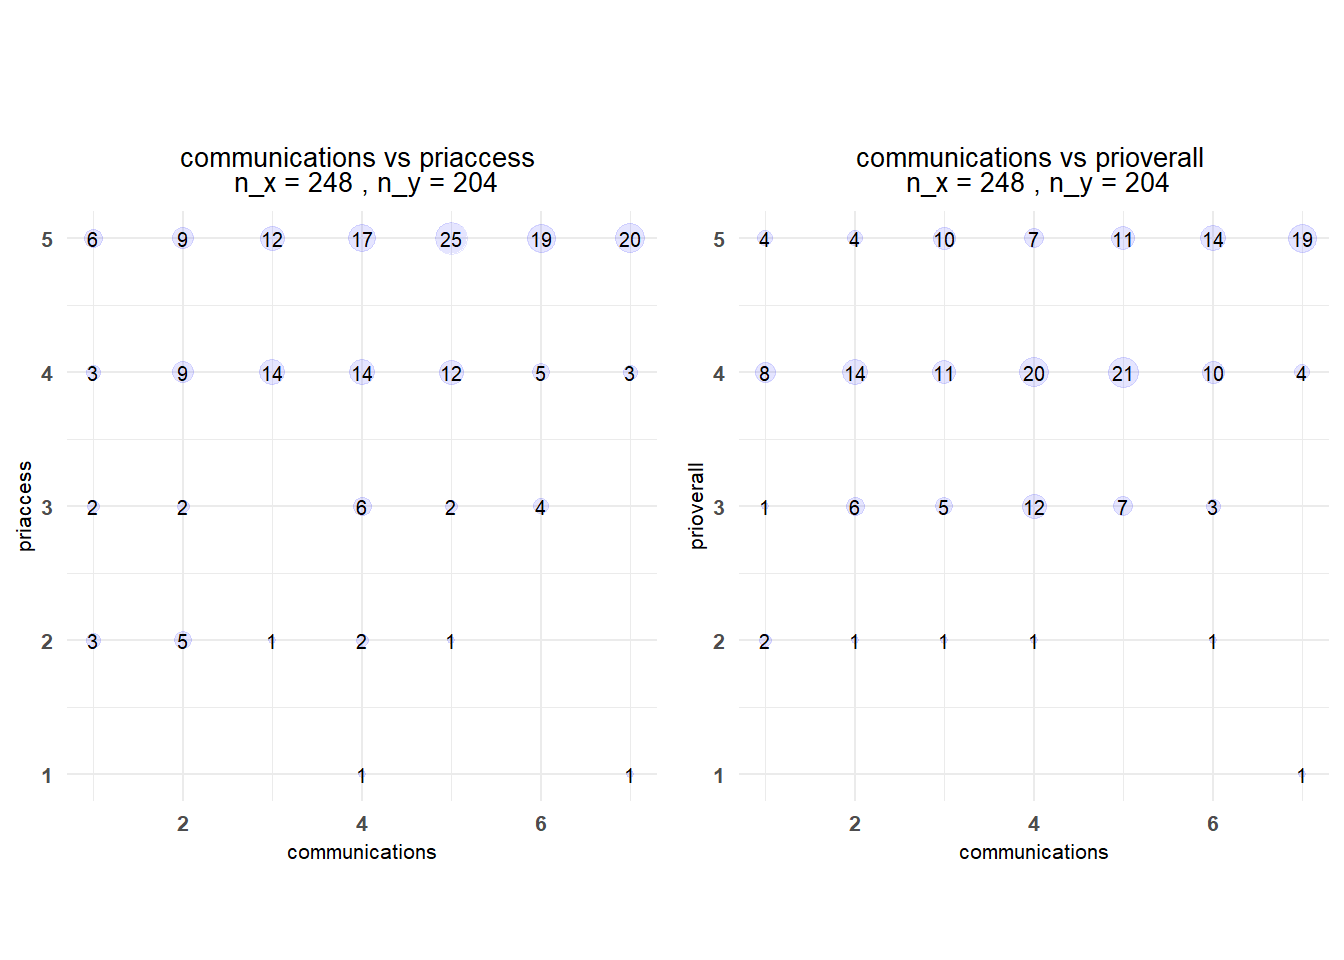 communications vs priaccess
n_x = 248 , n_y = 204
5 6 9 12 17 25 19 20
4 3 9 14 14 12 5 3
3 2 2 6 2 4
2 3 5 1 2 1
1 1 1
priaccess
2 4 6
communications
communications vs prioverall
n_x = 248 , n_y = 204
5 4 4 10 7 11 14 19
4 8 14 11 20 21 10 4
3 1 6 5 12 7 3
2 2 1 1 1 1
1 1
prioverall
2 4 6
communications